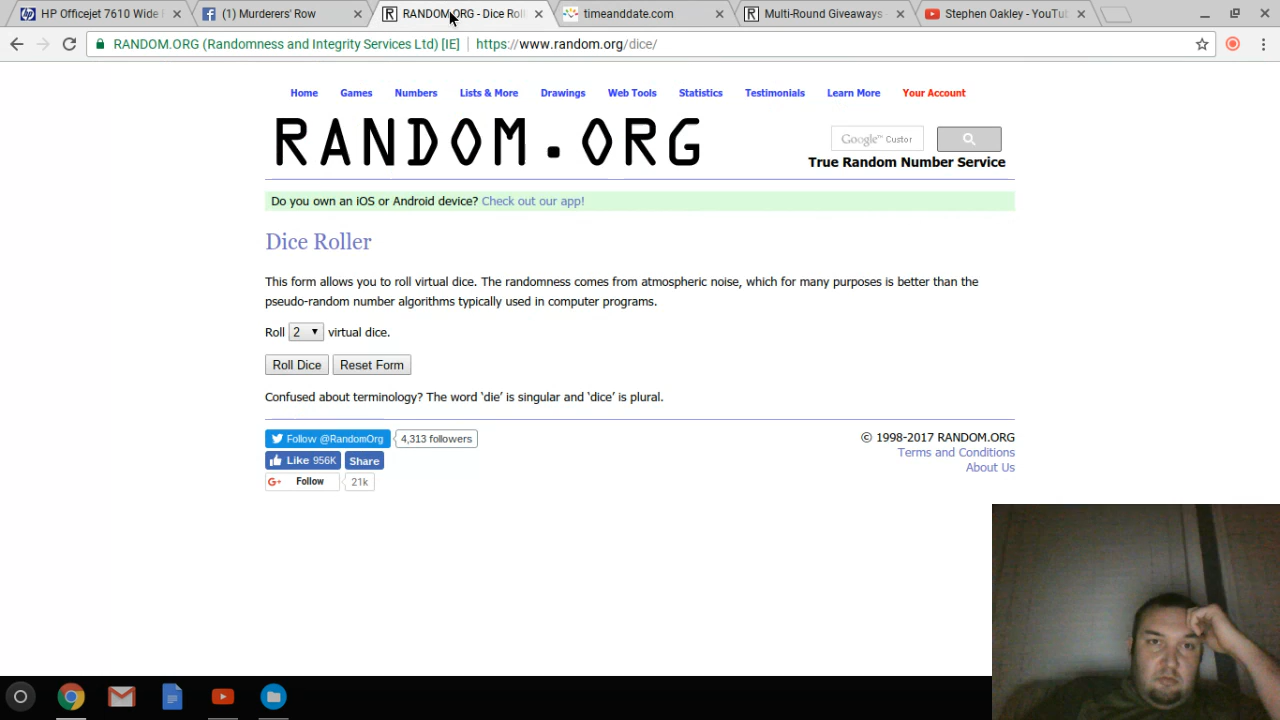 HP Officejet 7610 Wide
(1) Murderers' Row
RANDOM.ORG - Dice Roll
timeanddate.com
Multi-Round Giveaways
Stephen Oakley - YouTu
RANDOM.ORG (Randomness and Integrity Services Ltd) [IE]
https://www.random.org/dice/
Home Games Numbers Lists & More Drawings Web Tools Statistics Testimonials Learn More Your Account
RANDOM.ORG
Google™ Custor
True Random Number Service
Do you own an iOS or Android device? Check out our app!
Dice Roller
This form allows you to roll virtual dice. The randomness comes from atmospheric noise, which for many purposes is better than the
pseudo-random number algorithms typically used in computer programs.
Roll 2 virtual dice.
Roll Dice Reset Form
Confused about terminology? The word ‘die’ is singular and ‘dice’ is plural.
Follow @RandomOrg 4,313 followers
Like 956K Share
G+ Follow 21k
© 1998-2017 RANDOM.ORG
Terms and Conditions
About Us